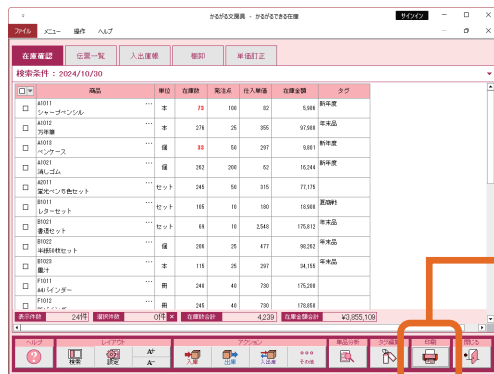 かるがる文房具 - かるがるできる在庫
サインイン
ファイル メニュー 操作 ヘルプ
在庫確認 伝票一覧 入出庫帳 棚卸 単価訂正
検索条件：2024/10/30
商品 単位 在庫数 発注点 仕入単価 在庫金額 タグ
A1011 … 本 73 100 82 5,986 新年度
シャープペンシル
A1012 … 本 276 25 355 97,980 年末品
万年筆
A1013 … 個 33 50 297 9,801 新年度
ペンケース
A1021 … 個 262 200 62 16,244 新年度
消しゴム
A2011 … セット 245 50 315 77,175
蛍光ペン5色セット
B1011 … セット 105 10 180 18,900
レターセット
B1021 … セット 69 10 2,548 175,812 年末品
書道セット
B1022 … 個 206 25 477 98,262 年末品
半紙50枚セット
B1023 … 本 115 25 297 34,155 年末品
墨汁
F1011 … 冊 240 40 730 175,200
A4バインダー
F1012 … 冊 245 40 730 178,850
表示件数 241件 選択件数 0件 × 在庫数合計 4,239 在庫金額合計 ¥3,855,109
ヘルプ レイアウト アクション 単品分析 タグ編集 印刷 閉じる
検索 設定 A+ A- 入庫 出庫 入出庫 その他